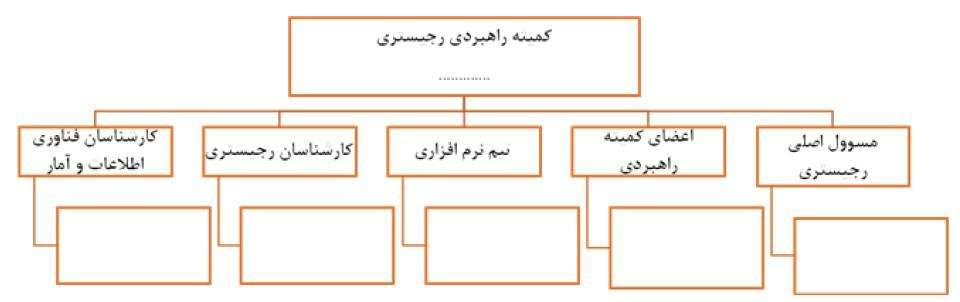 کمیته راهبردی رجیستری
.............
مسوول اصلی
رجیستری
اعضای کمیته
راهبردی
تیم نرم افزاری
کارشناسان رجیستری
کارشناسان فناوری
اطلاعات و آمار